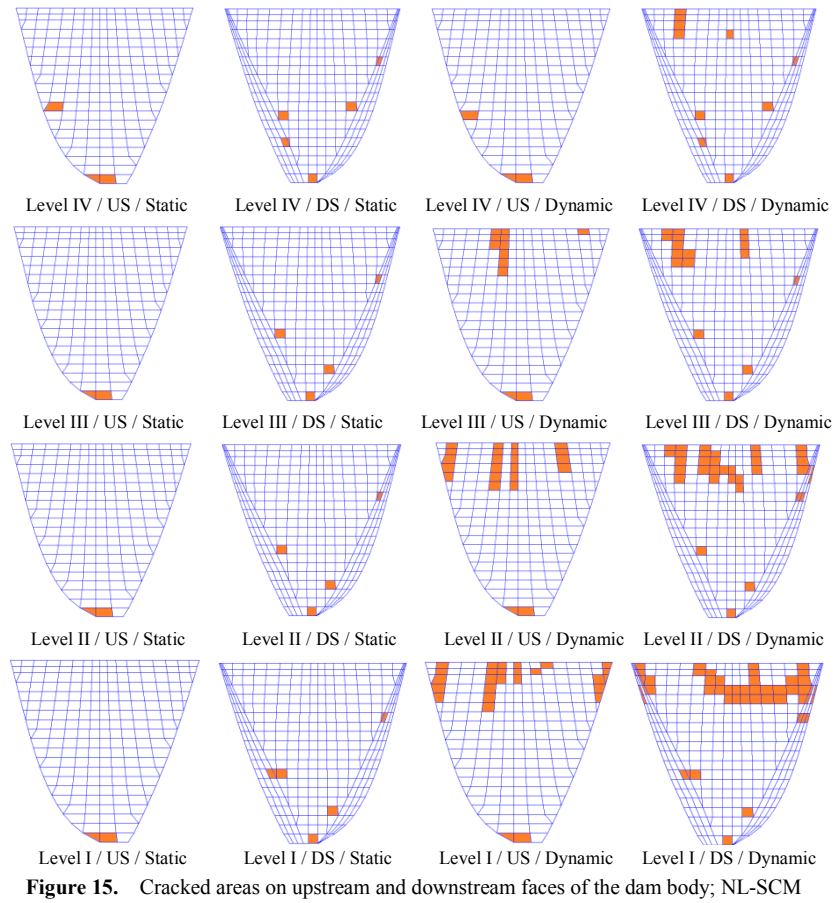 Level IV / US / Static Level IV / DS / Static Level IV / US / Dynamic Level IV / DS / Dynamic
Level III / US / Static Level III / DS / Static Level III / US / Dynamic Level III / DS / Dynamic
Level II / US / Static Level II / DS / Static Level II / US / Dynamic Level II / DS / Dynamic
Level I / US / Static Level I / DS / Static Level I / US / Dynamic Level I / DS / Dynamic
Figure 15. Cracked areas on upstream and downstream faces of the dam body; NL-SCM